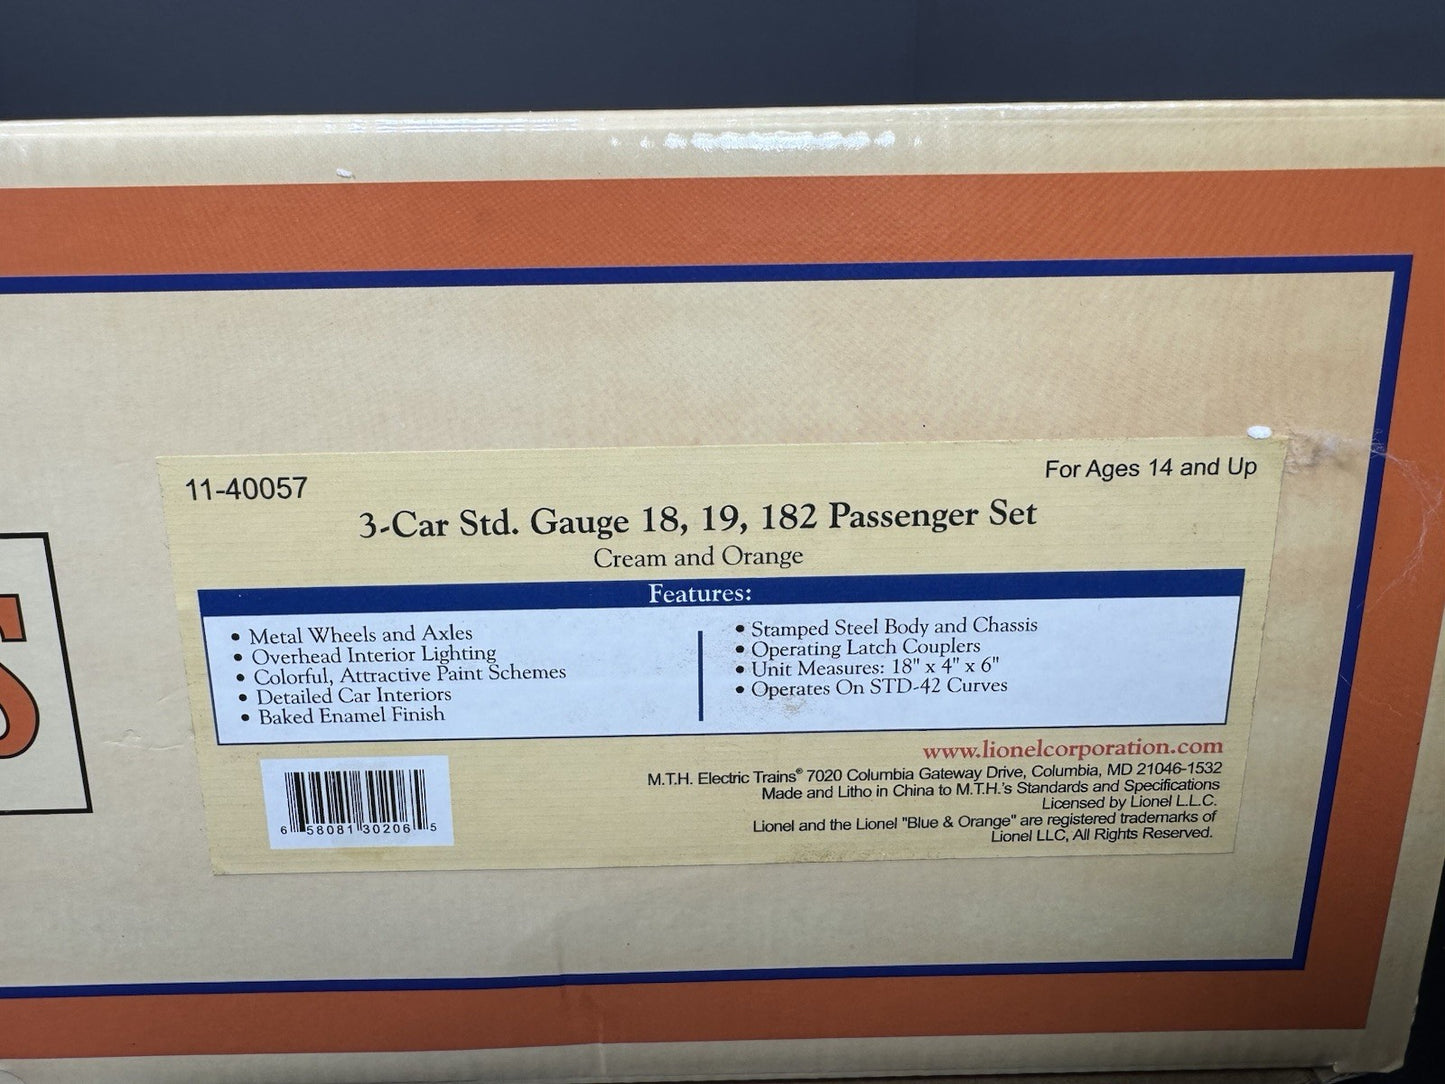 11-40057
For Ages 14 and Up
3-Car Std. Gauge 18, 19, 182 Passenger Set
Cream and Orange
Features:
• Metal Wheels and Axles
• Overhead Interior Lighting
• Colorful, Attractive Paint Schemes
• Detailed Car Interiors
• Baked Enamel Finish
• Stamped Steel Body and Chassis
• Operating Latch Couplers
• Unit Measures: 18" x 4" x 6"
• Operates On STD-42 Curves
www.lionelcorporation.com
M.T.H. Electric Trains® 7020 Columbia Gateway Drive, Columbia, MD 21046-1532
Made and Litho in China to M.T.H.'s Standards and Specifications
Licensed by Lionel L.L.C.
Lionel and the Lionel "Blue & Orange" are registered trademarks of
Lionel LLC, All Rights Reserved.
6 58081 30206 5
S